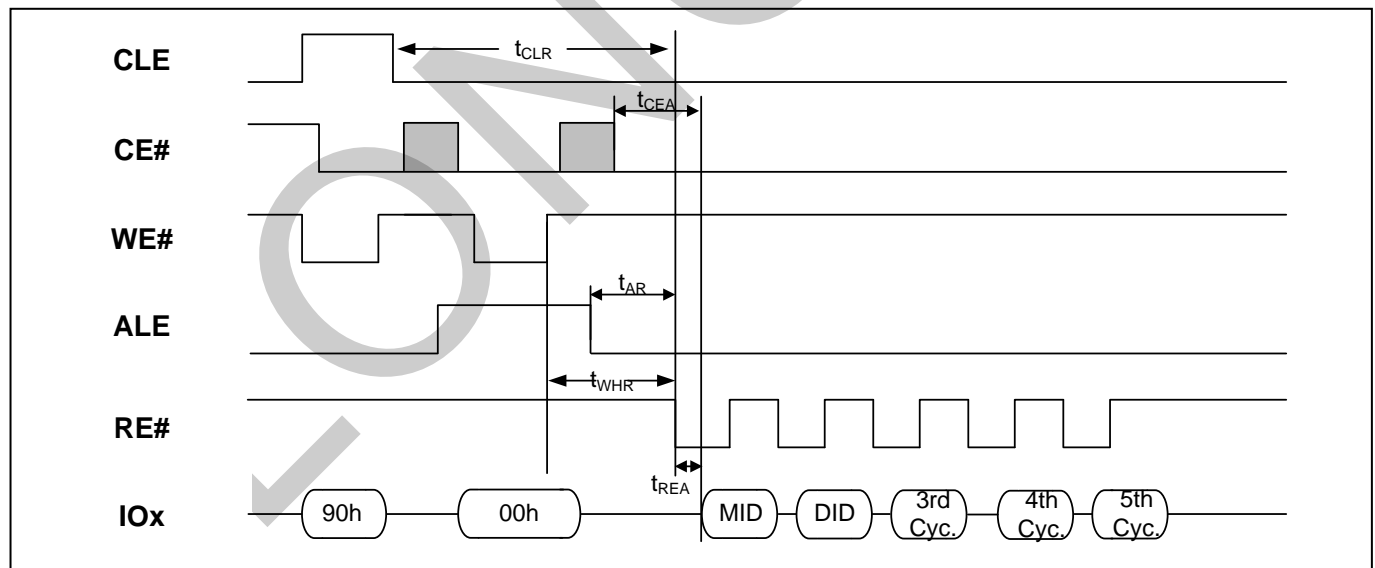 CLE
tCLR
tCEA
CE#
WE#
tAR
ALE
tWHR
RE#
tREA
IOx
90h
00h
MID
DID
3rd
Cyc.
4th
Cyc.
5th
Cyc.